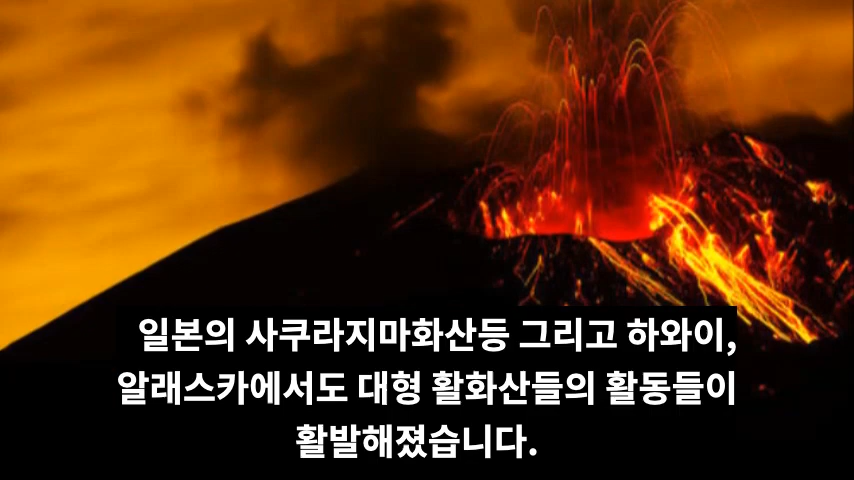 일본의 사쿠라지마화산등 그리고 하와이,
알래스카에서도 대형 활화산들의 활동들이
활발해졌습니다.